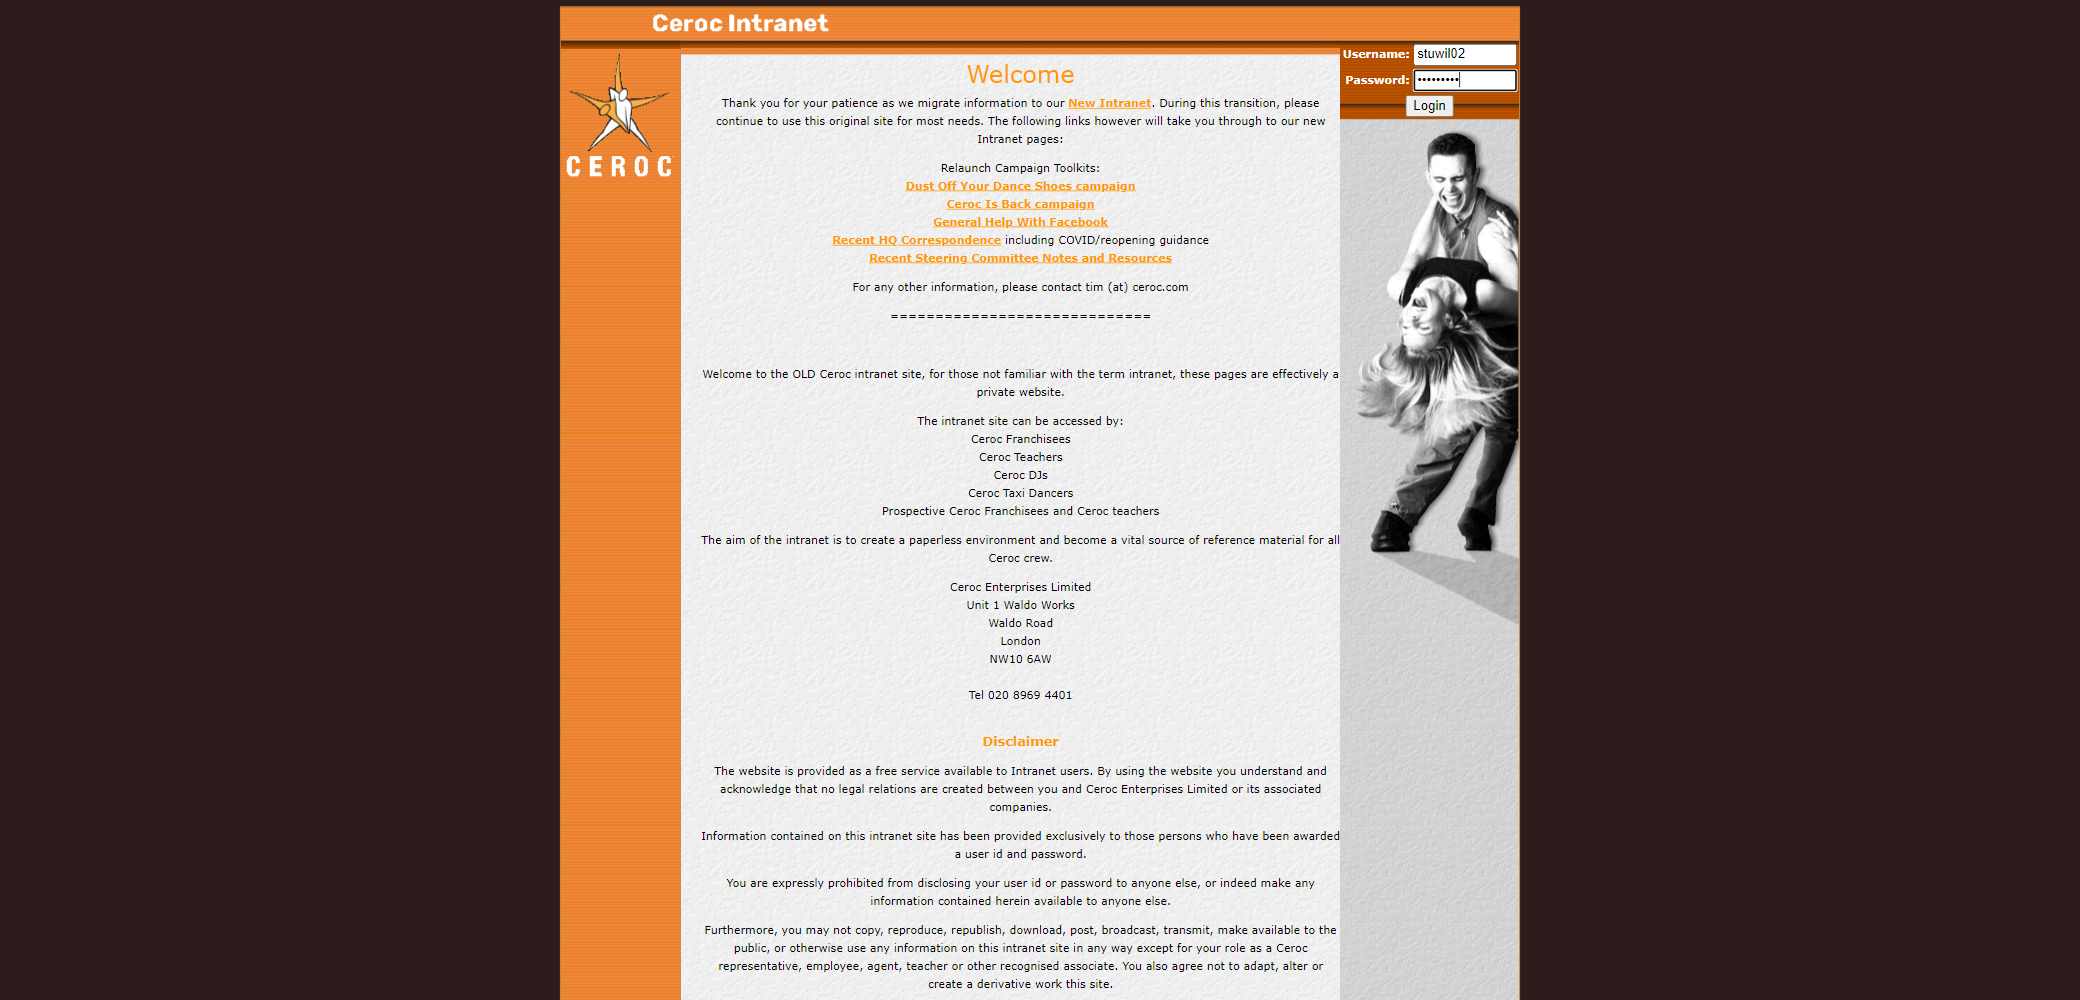 Ceroc Intranet
CEROC
Username: stuwil02
Password: •••••••••
Login
Welcome
Thank you for your patience as we migrate information to our New Intranet. During this transition, please
continue to use this original site for most needs. The following links however will take you through to our new
Intranet pages:
Relaunch Campaign Toolkits:
Dust Off Your Dance Shoes campaign
Ceroc Is Back campaign
General Help With Facebook
Recent HQ Correspondence including COVID/reopening guidance
Recent Steering Committee Notes and Resources
For any other information, please contact tim (at) ceroc.com
=============================
Welcome to the OLD Ceroc intranet site, for those not familiar with the term intranet, these pages are effectively a
private website.
The intranet site can be accessed by:
Ceroc Franchisees
Ceroc Teachers
Ceroc DJs
Ceroc Taxi Dancers
Prospective Ceroc Franchisees and Ceroc teachers
The aim of the intranet is to create a paperless environment and become a vital source of reference material for all
Ceroc crew.
Ceroc Enterprises Limited
Unit 1 Waldo Works
Waldo Road
London
NW10 6AW
Tel 020 8969 4401
Disclaimer
The website is provided as a free service available to Intranet users. By using the website you understand and
acknowledge that no legal relations are created between you and Ceroc Enterprises Limited or its associated
companies.
Information contained on this intranet site has been provided exclusively to those persons who have been awarded
a user id and password.
You are expressly prohibited from disclosing your user id or password to anyone else, or indeed make any
information contained herein available to anyone else.
Furthermore, you may not copy, reproduce, republish, download, post, broadcast, transmit, make available to the
public, or otherwise use any information on this intranet site in any way except for your role as a Ceroc
representative, employee, agent, teacher or other recognised associate. You also agree not to adapt, alter or
create a derivative work this site.